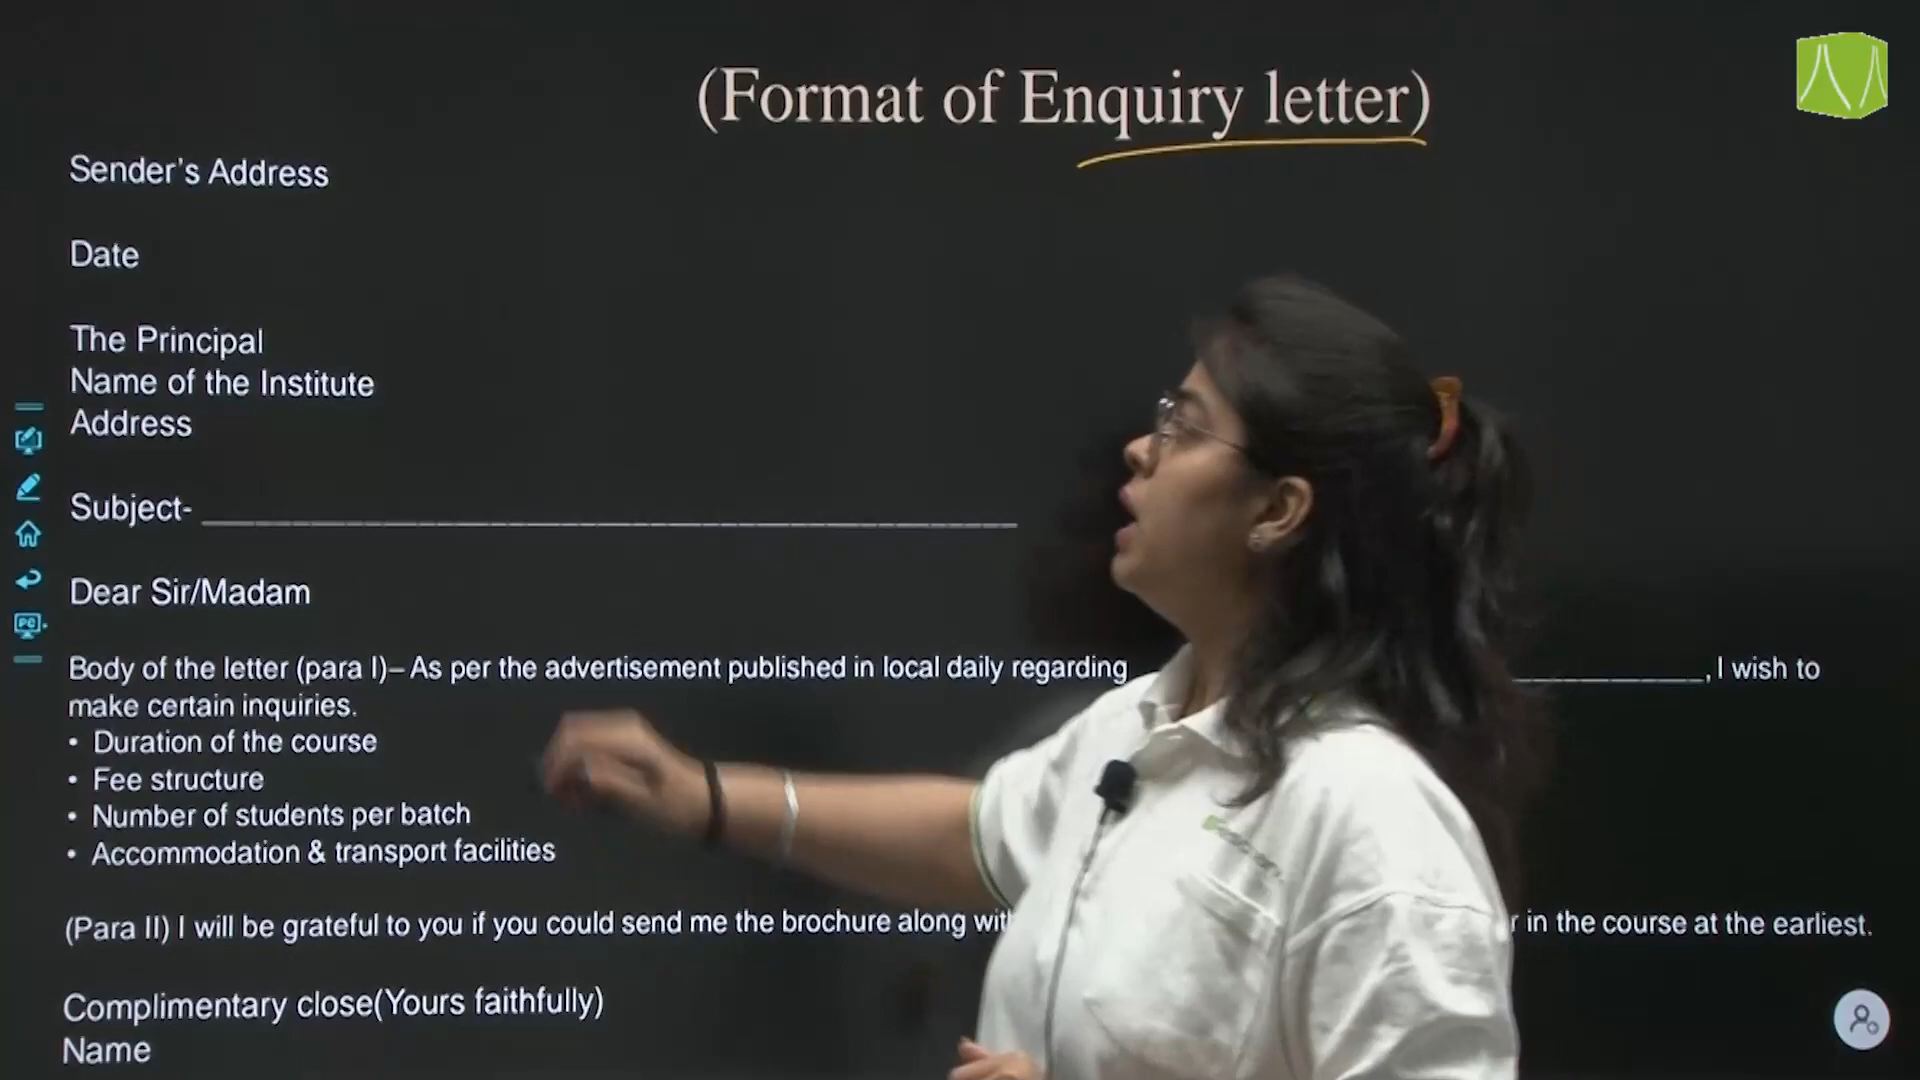 (Format of Enquiry letter)
Sender's Address
Date
The Principal
Name of the Institute
Address
Subject- ______________________________
Dear Sir/Madam
Body of the letter (para I)– As per the advertisement published in local daily regarding __________, I wish to
make certain inquiries.
• Duration of the course
• Fee structure
• Number of students per batch
• Accommodation & transport facilities
(Para II) I will be grateful to you if you could send me the brochure along in the course at the earliest.
Complimentary close(Yours faithfully)
Name
PC